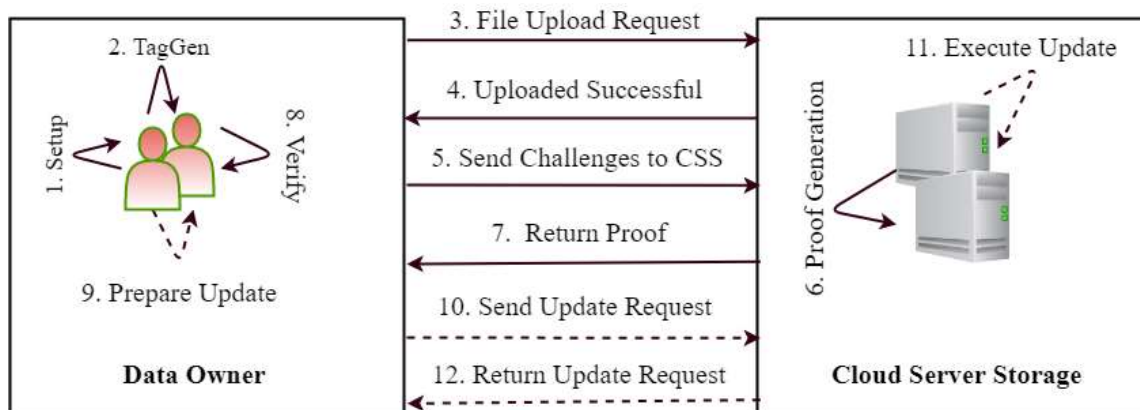 2. TagGen
1. Setup
8. Verify
9. Prepare Update
Data Owner
3. File Upload Request
4. Uploaded Successful
5. Send Challenges to CSS
7. Return Proof
10. Send Update Request
12. Return Update Request
11. Execute Update
6. Proof Generation
Cloud Server Storage